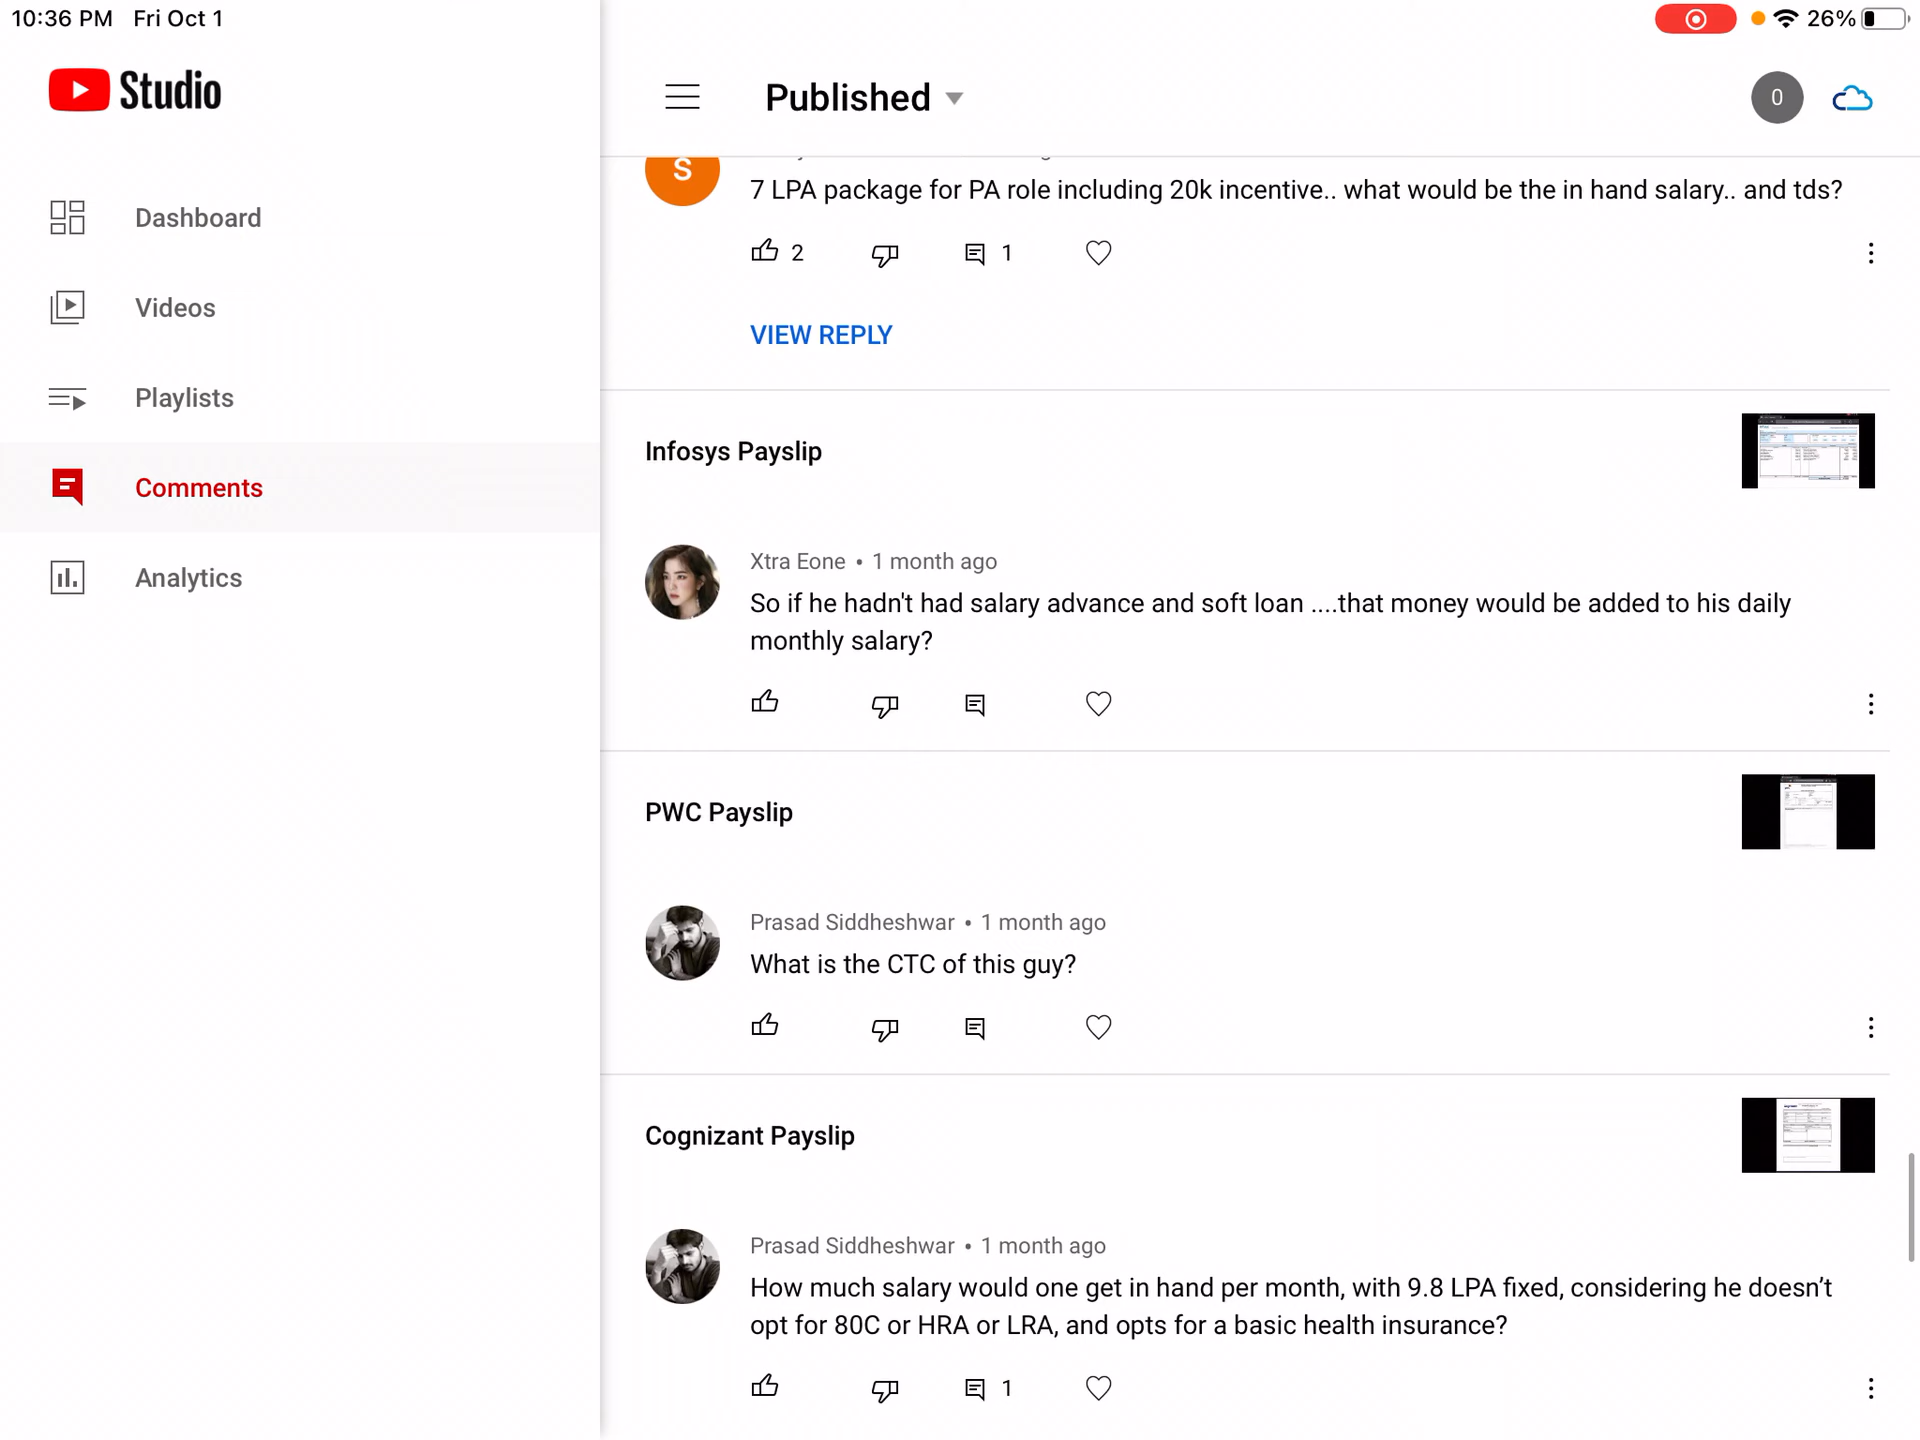 10:36 PM Fri Oct 1
26%
Studio
Dashboard
Videos
Playlists
Comments
Analytics
Published
0
S
7 LPA package for PA role including 20k incentive.. what would be the in hand salary.. and tds?
2 1
VIEW REPLY
Infosys Payslip
Xtra Eone • 1 month ago
So if he hadn't had salary advance and soft loan ....that money would be added to his daily
monthly salary?
PWC Payslip
Prasad Siddheshwar • 1 month ago
What is the CTC of this guy?
Cognizant Payslip
Prasad Siddheshwar • 1 month ago
How much salary would one get in hand per month, with 9.8 LPA fixed, considering he doesn’t
opt for 80C or HRA or LRA, and opts for a basic health insurance?
1